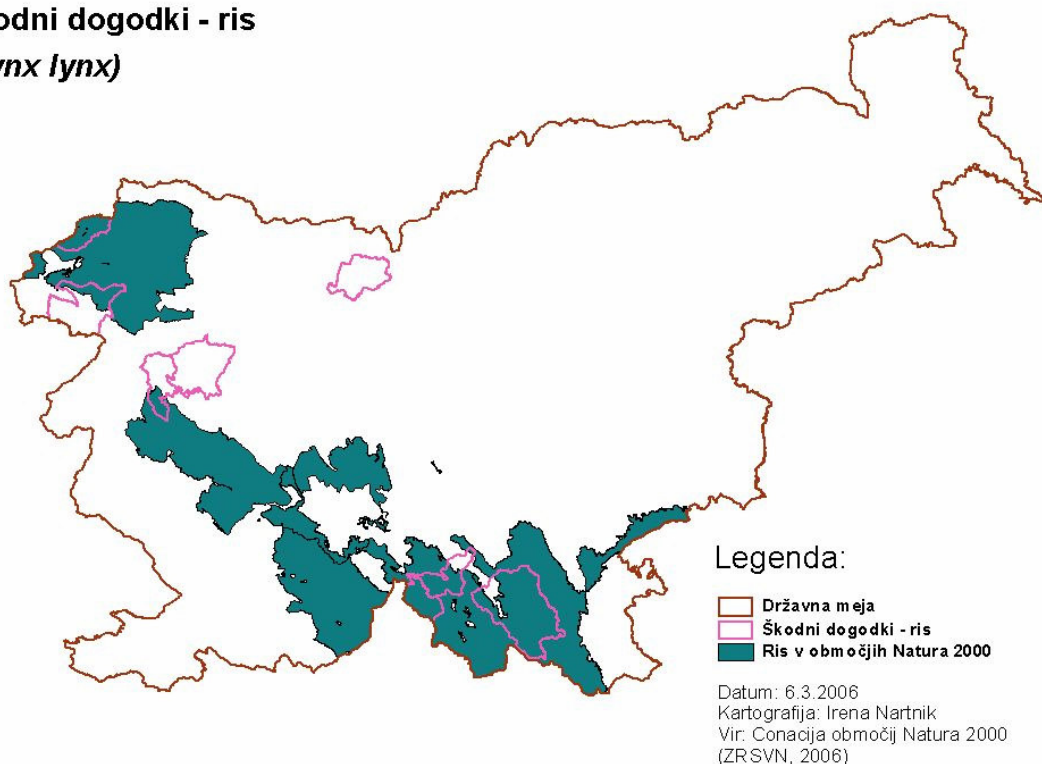 odni dogodki - ris
ynx lynx)
Legenda:
Državna meja
Škodni dogodki - ris
Ris v območjih Natura 2000
Datum: 6.3.2006
Kartografija: Irena Nartnik
Vir: Conacija območij Natura 2000
(ZRSVN, 2006)